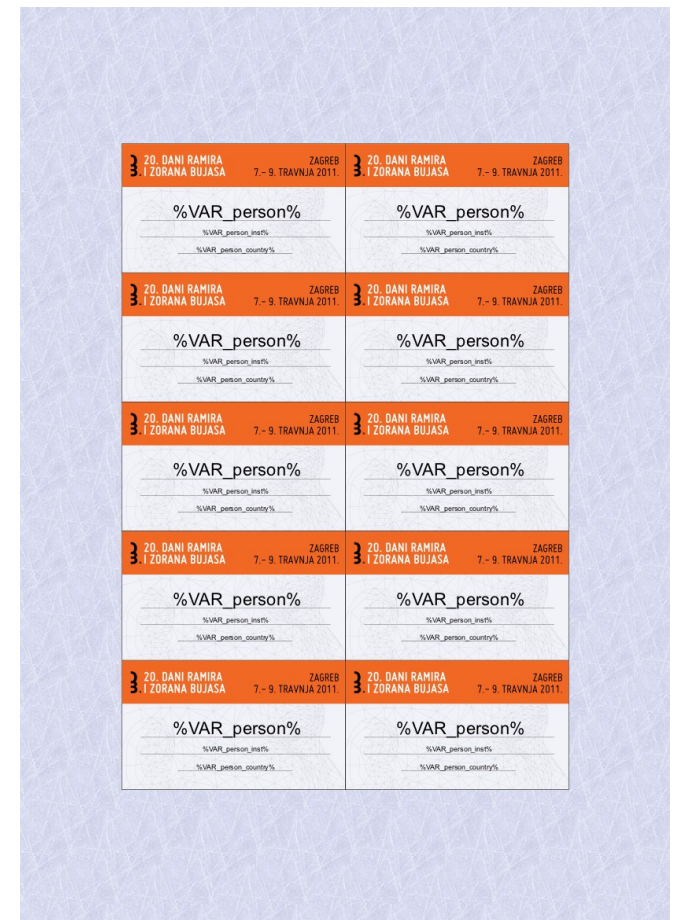 20. DANI RAMIRA ZAGREB
I ZORANA BUJASA 7.- 9. TRAVNJA 2011.
%VAR_person%
%VAR_person_inst%
%VAR_person_country%
20. DANI RAMIRA ZAGREB
I ZORANA BUJASA 7.- 9. TRAVNJA 2011.
%VAR_person%
%VAR_person_inst%
%VAR_person_country%
20. DANI RAMIRA ZAGREB
I ZORANA BUJASA 7.- 9. TRAVNJA 2011.
%VAR_person%
%VAR_person_inst%
%VAR_person_country%
20. DANI RAMIRA ZAGREB
I ZORANA BUJASA 7.- 9. TRAVNJA 2011.
%VAR_person%
%VAR_person_inst%
%VAR_person_country%
20. DANI RAMIRA ZAGREB
I ZORANA BUJASA 7.- 9. TRAVNJA 2011.
%VAR_person%
%VAR_person_inst%
%VAR_person_country%
20. DANI RAMIRA ZAGREB
I ZORANA BUJASA 7.- 9. TRAVNJA 2011.
%VAR_person%
%VAR_person_inst%
%VAR_person_country%
20. DANI RAMIRA ZAGREB
I ZORANA BUJASA 7.- 9. TRAVNJA 2011.
%VAR_person%
%VAR_person_inst%
%VAR_person_country%
20. DANI RAMIRA ZAGREB
I ZORANA BUJASA 7.- 9. TRAVNJA 2011.
%VAR_person%
%VAR_person_inst%
%VAR_person_country%
20. DANI RAMIRA ZAGREB
I ZORANA BUJASA 7.- 9. TRAVNJA 2011.
%VAR_person%
%VAR_person_inst%
%VAR_person_country%
20. DANI RAMIRA ZAGREB
I ZORANA BUJASA 7.- 9. TRAVNJA 2011.
%VAR_person%
%VAR_person_inst%
%VAR_person_country%